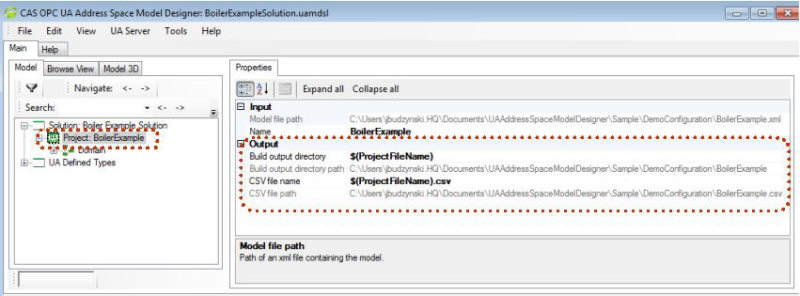 CAS OPC UA Address Space Model Designer: BoilerExampleSolution.uamdsl
File Edit View UA Server Tools Help
Main Help
Model Browse View Model 3D
Navigate: <- ->
Search: <- ->
Solution: Boiler Example Solution
Project: BoilerExample
Domain
UA Defined Types
Properties
Expand all Collapse all
Input
Model file path C:\Users\jbudzynski.HQ\Documents\UAAddressSpaceModelDesigner\Sample\DemoConfiguration\BoilerExample.xml
Name BoilerExample
Output
Build output directory $(ProjectFileName)
Build output directory path C:\Users\jbudzynski.HQ\Documents\UAAddressSpaceModelDesigner\Sample\DemoConfiguration\BoilerExample
CSV file name $(ProjectFileName).csv
CSV file path C:\Users\jbudzynski.HQ\Documents\UAAddressSpaceModelDesigner\Sample\DemoConfiguration\BoilerExample.csv
Model file path
Path of an xml file containing the model.